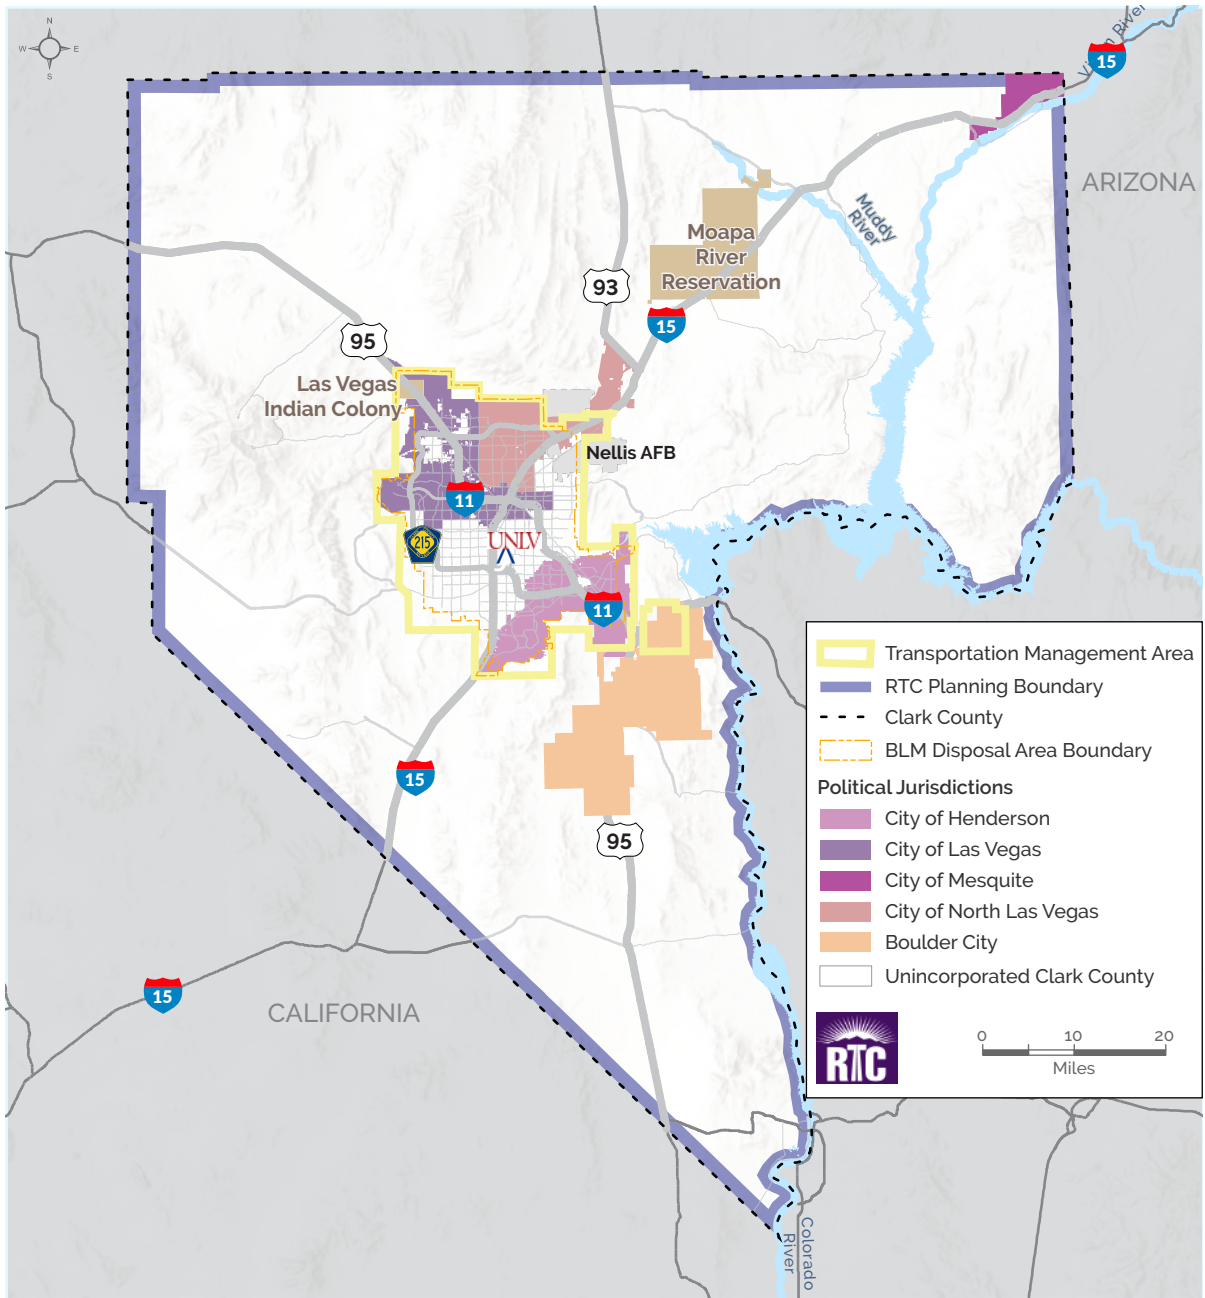 N
W
E
S
Virgin River
15
ARIZONA
Muddy
River
Moapa
River
Reservation
93
15
95
Las Vegas
Indian Colony
Nellis AFB
11
215
UNLV
11
15
95
15
CALIFORNIA
Colorado
River
Transportation Management Area
RTC Planning Boundary
Clark County
BLM Disposal Area Boundary
Political Jurisdictions
City of Henderson
City of Las Vegas
City of Mesquite
City of North Las Vegas
Boulder City
Unincorporated Clark County
RTC
0 10 20
Miles